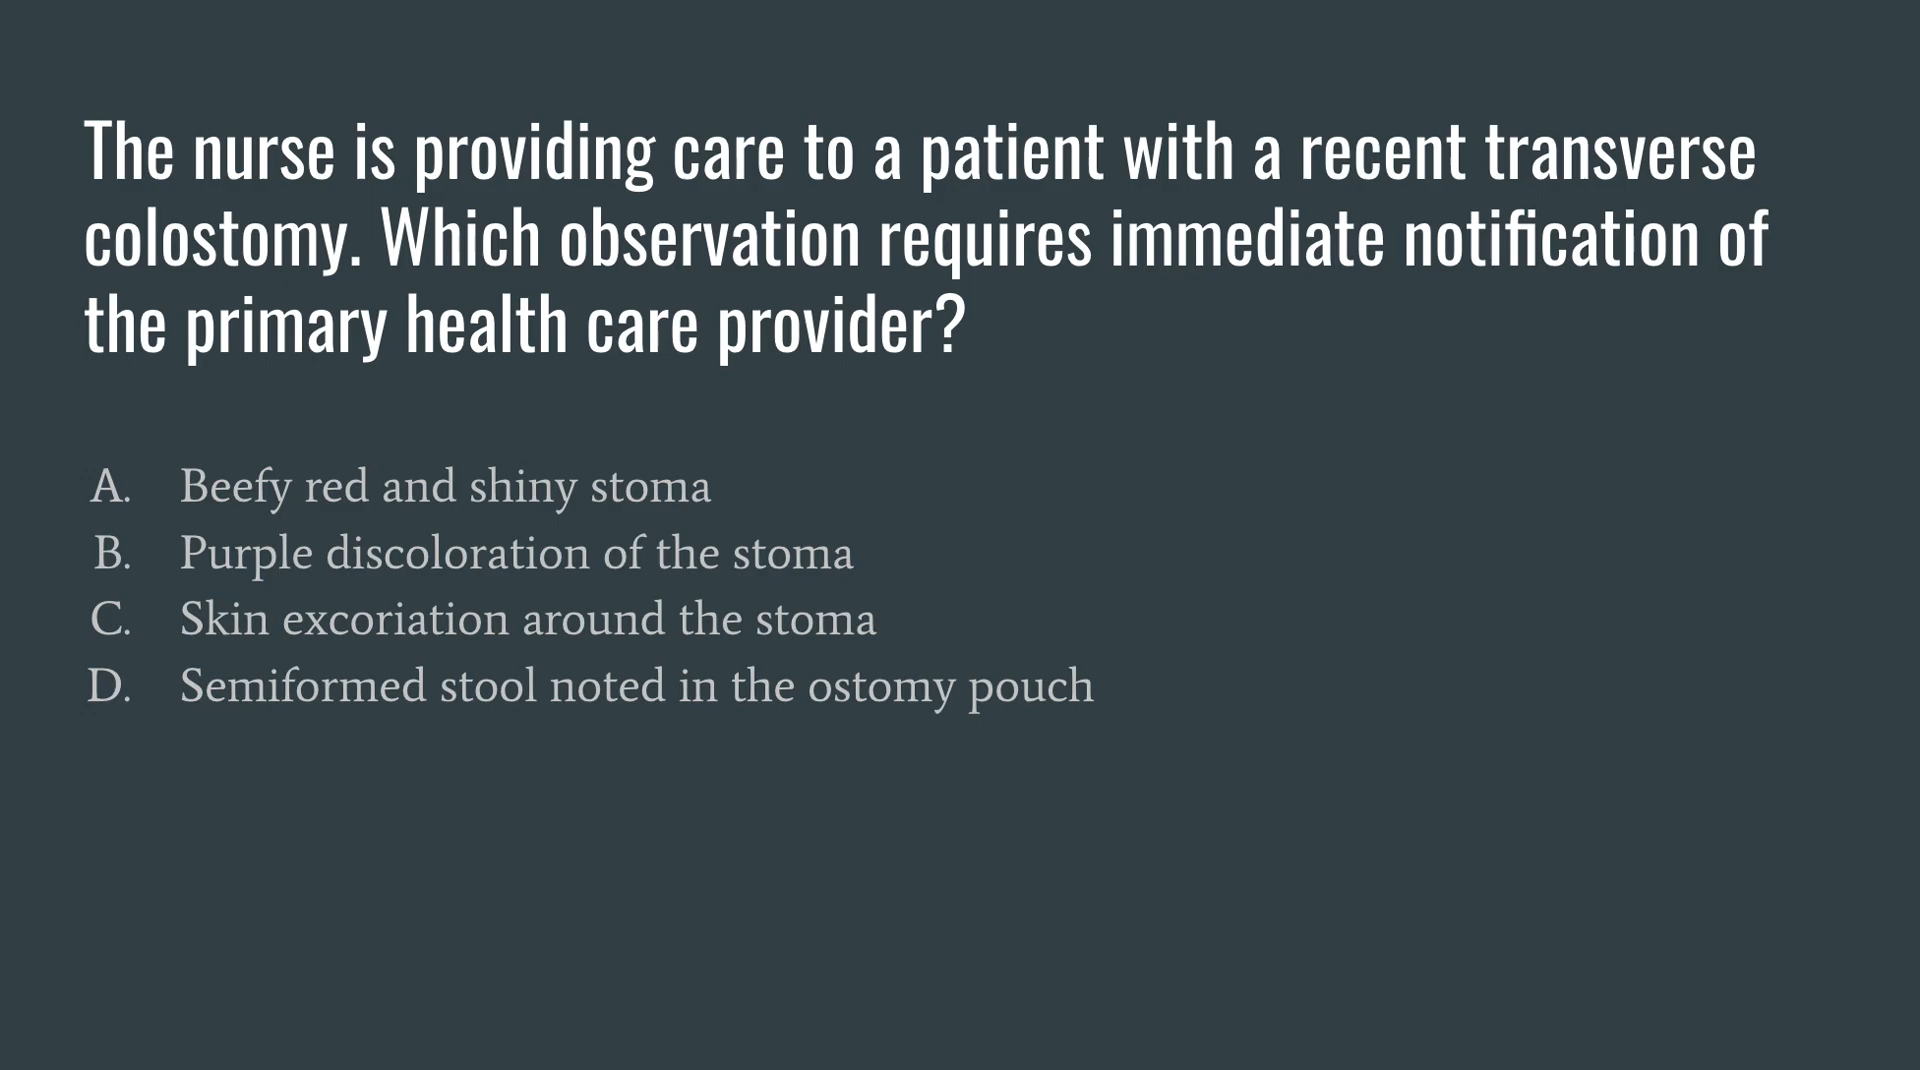 The nurse is providing care to a patient with a recent transverse
colostomy. Which observation requires immediate notification of
the primary health care provider?
A. Beefy red and shiny stoma
B. Purple discoloration of the stoma
C. Skin excoriation around the stoma
D. Semiformed stool noted in the ostomy pouch